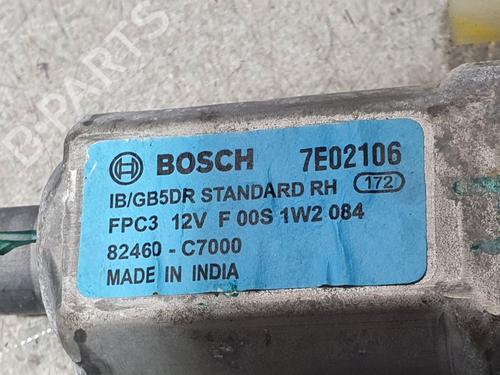 BOSCH 7E02106
IB/GB5DR STANDARD RH 172
FPC3 12V F 00S 1W2 084
82460 - C7000
MADE IN INDIA
D-PARTS